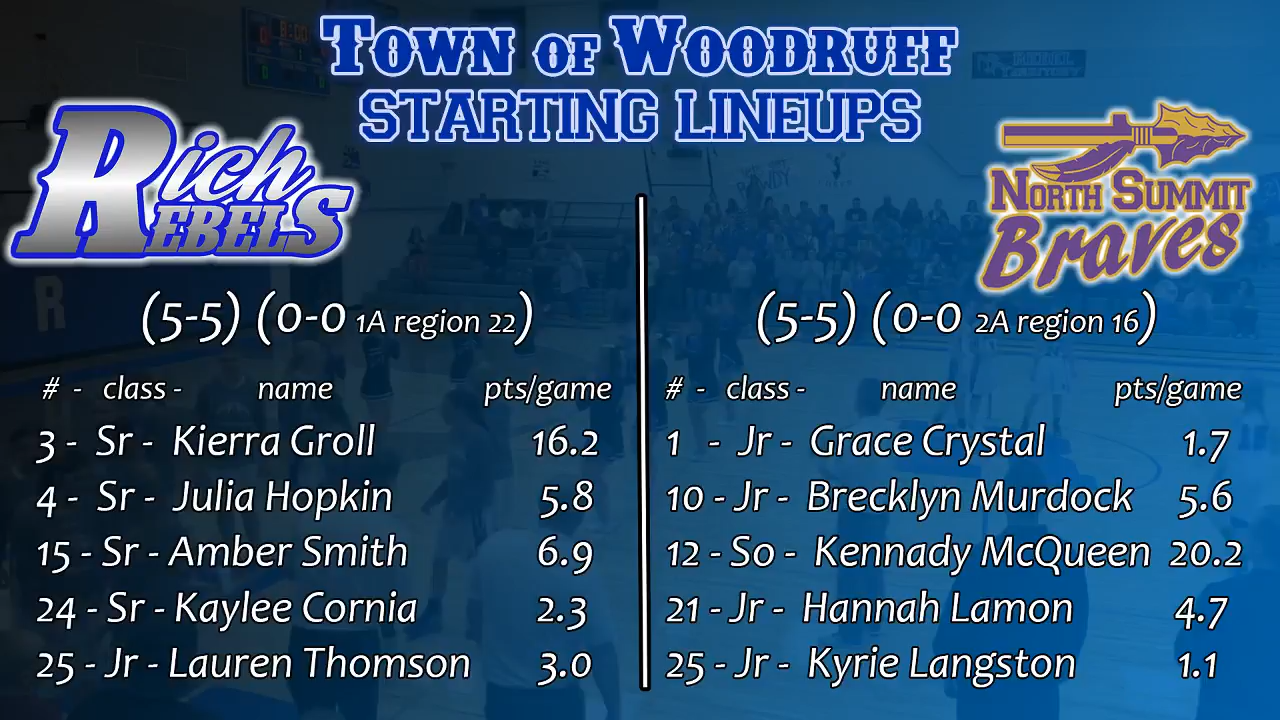 Town of Woodruff
STARTING LINEUPS
Rich
REBELS
North Summit
Braves
R
(5-5) (0-0 1A region 22)
# - class - name pts/game
3 - Sr - Kierra Groll 16.2
4 - Sr - Julia Hopkin 5.8
15 - Sr - Amber Smith 6.9
24 - Sr - Kaylee Cornia 2.3
25 - Jr - Lauren Thomson 3.0
(5-5) (0-0 2A region 16)
# - class - name pts/game
1 - Jr - Grace Crystal 1.7
10 - Jr - Brecklyn Murdock 5.6
12 - So - Kennady McQueen 20.2
21 - Jr - Hannah Lamon 4.7
25 - Jr - Kyrie Langston 1.1